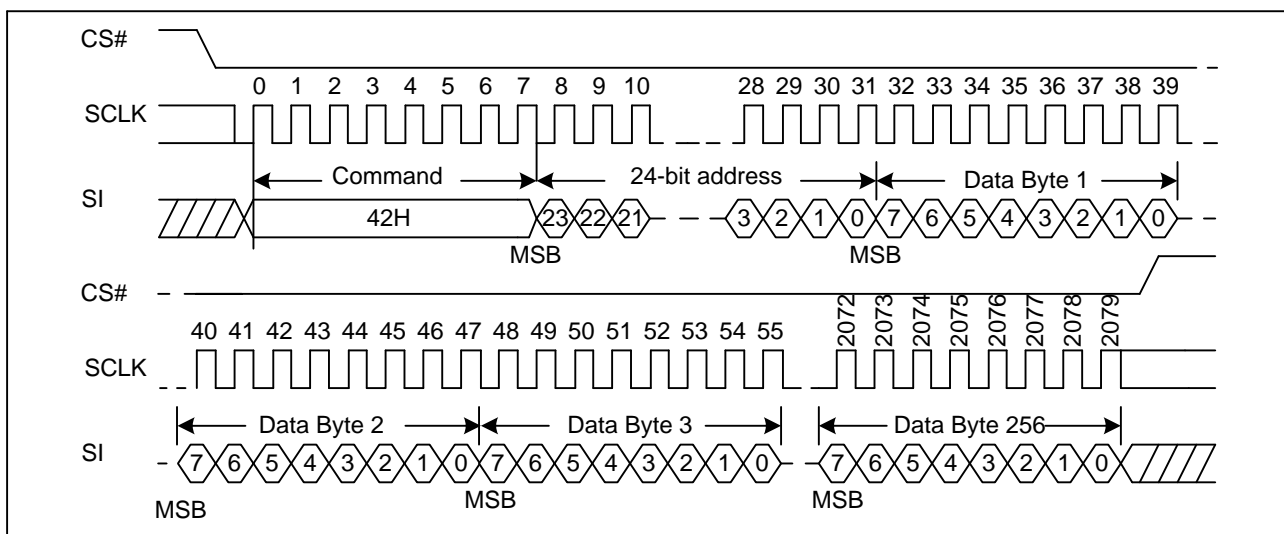 CS#
0 1 2 3 4 5 6 7 8 9 10 28 29 30 31 32 33 34 35 36 37 38 39
SCLK
Command 24-bit address Data Byte 1
SI
42H 23 22 21 3 2 1 0 7 6 5 4 3 2 1 0
MSB MSB
CS#
40 41 42 43 44 45 46 47 48 49 50 51 52 53 54 55 2072 2073 2074 2075 2076 2077 2078 2079
SCLK
Data Byte 2 Data Byte 3 Data Byte 256
SI
7 6 5 4 3 2 1 0 7 6 5 4 3 2 1 0 7 6 5 4 3 2 1 0
MSB MSB MSB